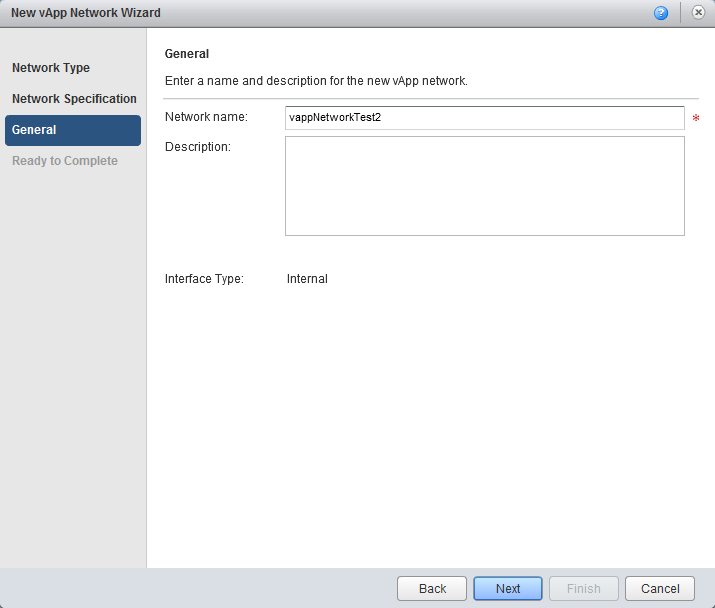 New vApp Network Wizard
?
Network Type
Network Specification
General
Ready to Complete
General
Enter a name and description for the new vApp network.
Network name: vappNetworkTest2 *
Description:
Interface Type: Internal
Back Next Finish Cancel